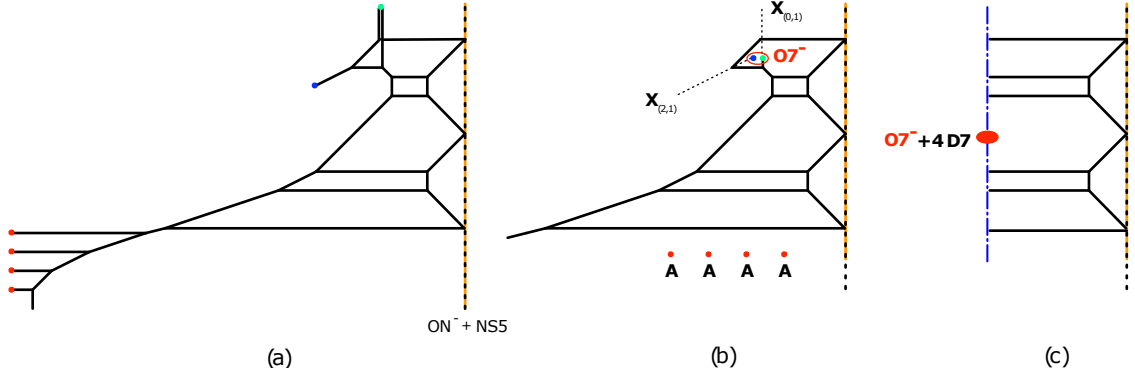 X(0,1)
O7⁻
X(2,1)
O7⁻+4 D7
A A A A
ON⁻ + NS5
(a) (b) (c)